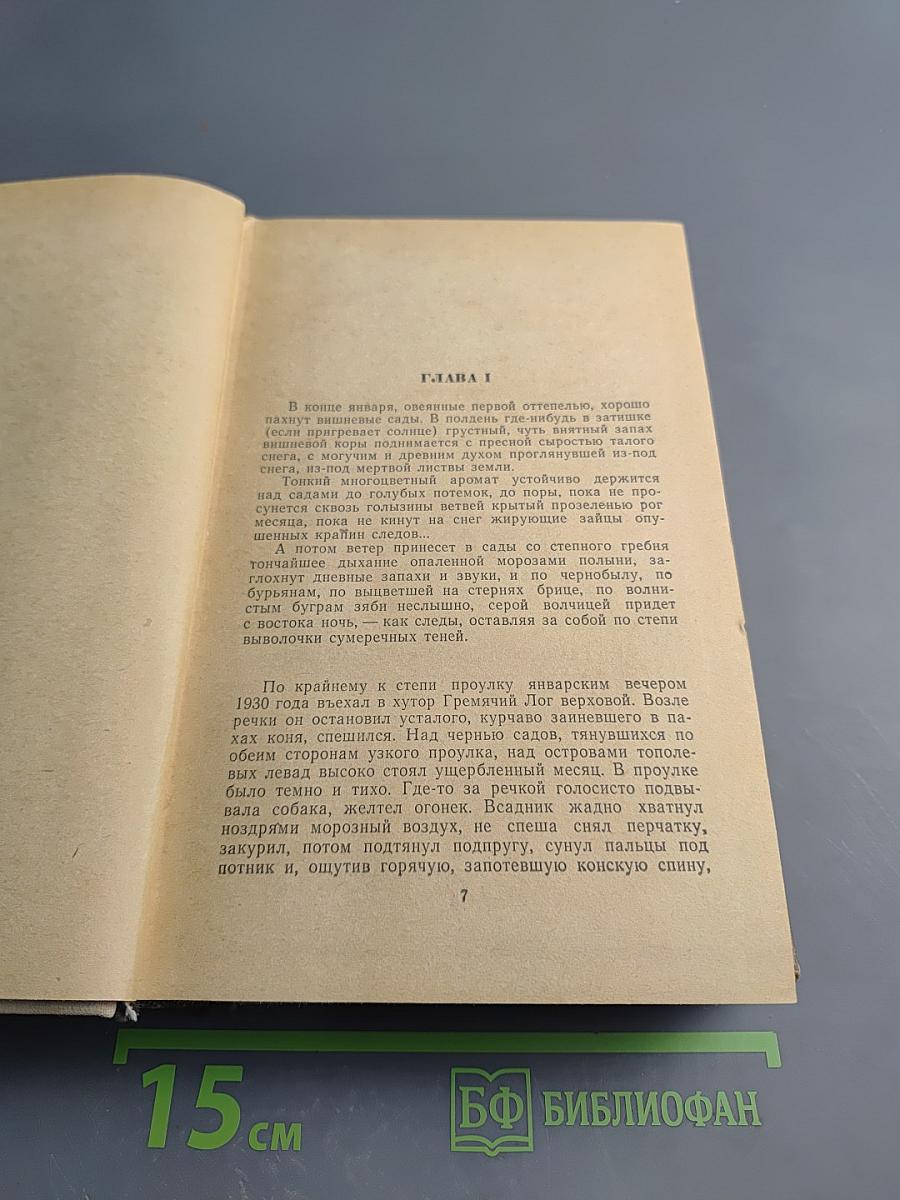 ГЛАВА I
В конце января, овеянные первой оттепелью, хорошо
пахнут вишневые сады. В полдень где-нибудь в затишке
(если пригревает солнце) грустный, чуть внятный запах
вишневой коры поднимается с пресной сыростью талого
снега, с могучим и древним духом проглянувшей из-под
снега, из-под мертвой листвы земли.
Тонкий многоцветный аромат устойчиво держится
над садами до голубых потемок, до поры, пока не про-
сунется сквозь голызины ветвей крытый прозеленью рог
месяца, пока не кинут на снег жирующие зайцы опу-
шенных крапин следов...
А потом ветер принесет в сады со степного гребня
тончайшее дыхание опаленной морозами полыни, за-
глохнут дневные запахи и звуки, и по чернобылу, по
бурьянам, по выцветшей на стернях брице, по волни-
стым буграм зяби неслышно, серой волчицей придет
с востока ночь, — как следы, оставляя за собой по степи
выволочки сумеречных теней.
По крайнему к степи проулку январским вечером
1930 года въехал в хутор Гремячий Лог верховой. Возле
речки он остановил усталого, курчаво заиневшего в па-
хах коня, спешился. Над чернью садов, тянувшихся по
обеим сторонам узкого проулка, над островами тополе-
вых левад высоко стоял ущербленный месяц. В проулке
было темно и тихо. Где-то за речкой голосисто подвы-
вала собака, желтел огонек. Всадник жадно хватнул
ноздрями морозный воздух, не спеша снял перчатку,
закурил, потом подтянул подпругу, сунул пальцы под
потник и, ощутив горячую, запотевшую конскую спину,
7
15 см
БФ БИБЛИОФАН